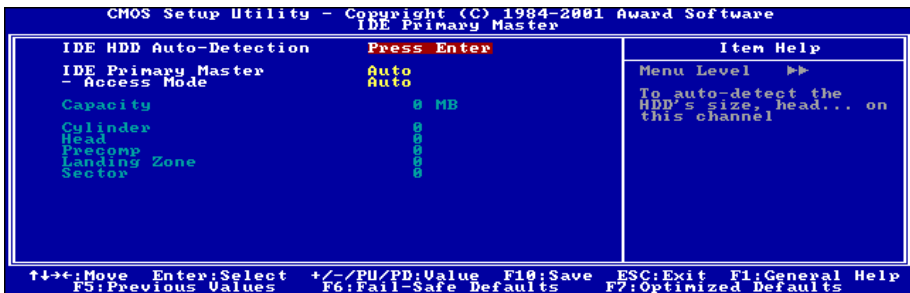 CMOS Setup Utility – Copyright (C) 1984-2001 Award Software
IDE Primary Master
IDE HDD Auto-Detection Press Enter
IDE Primary Master Auto
- Access Mode Auto
Capacity 0 MB
Cylinder 0
Head 0
Precomp 0
Landing Zone 0
Sector 0
Item Help
Menu Level ▶▶
To auto-detect the
HDD's size, head... on
this channel
↑↓→←:Move Enter:Select +/-/PU/PD:Value F10:Save ESC:Exit F1:General Help
F5:Previous Values F6:Fail-Safe Defaults F7:Optimized Defaults